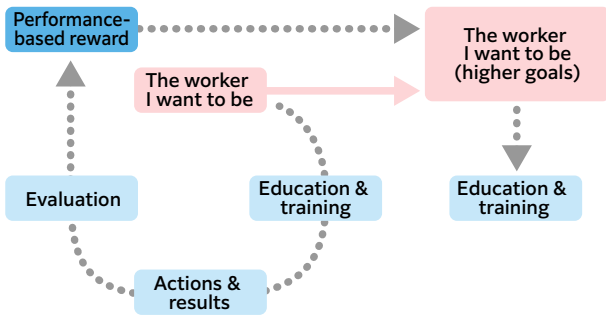 Performance-
based reward
The worker
I want to be
(higher goals)
The worker
I want to be
Evaluation
Education &
training
Education &
training
Actions &
results